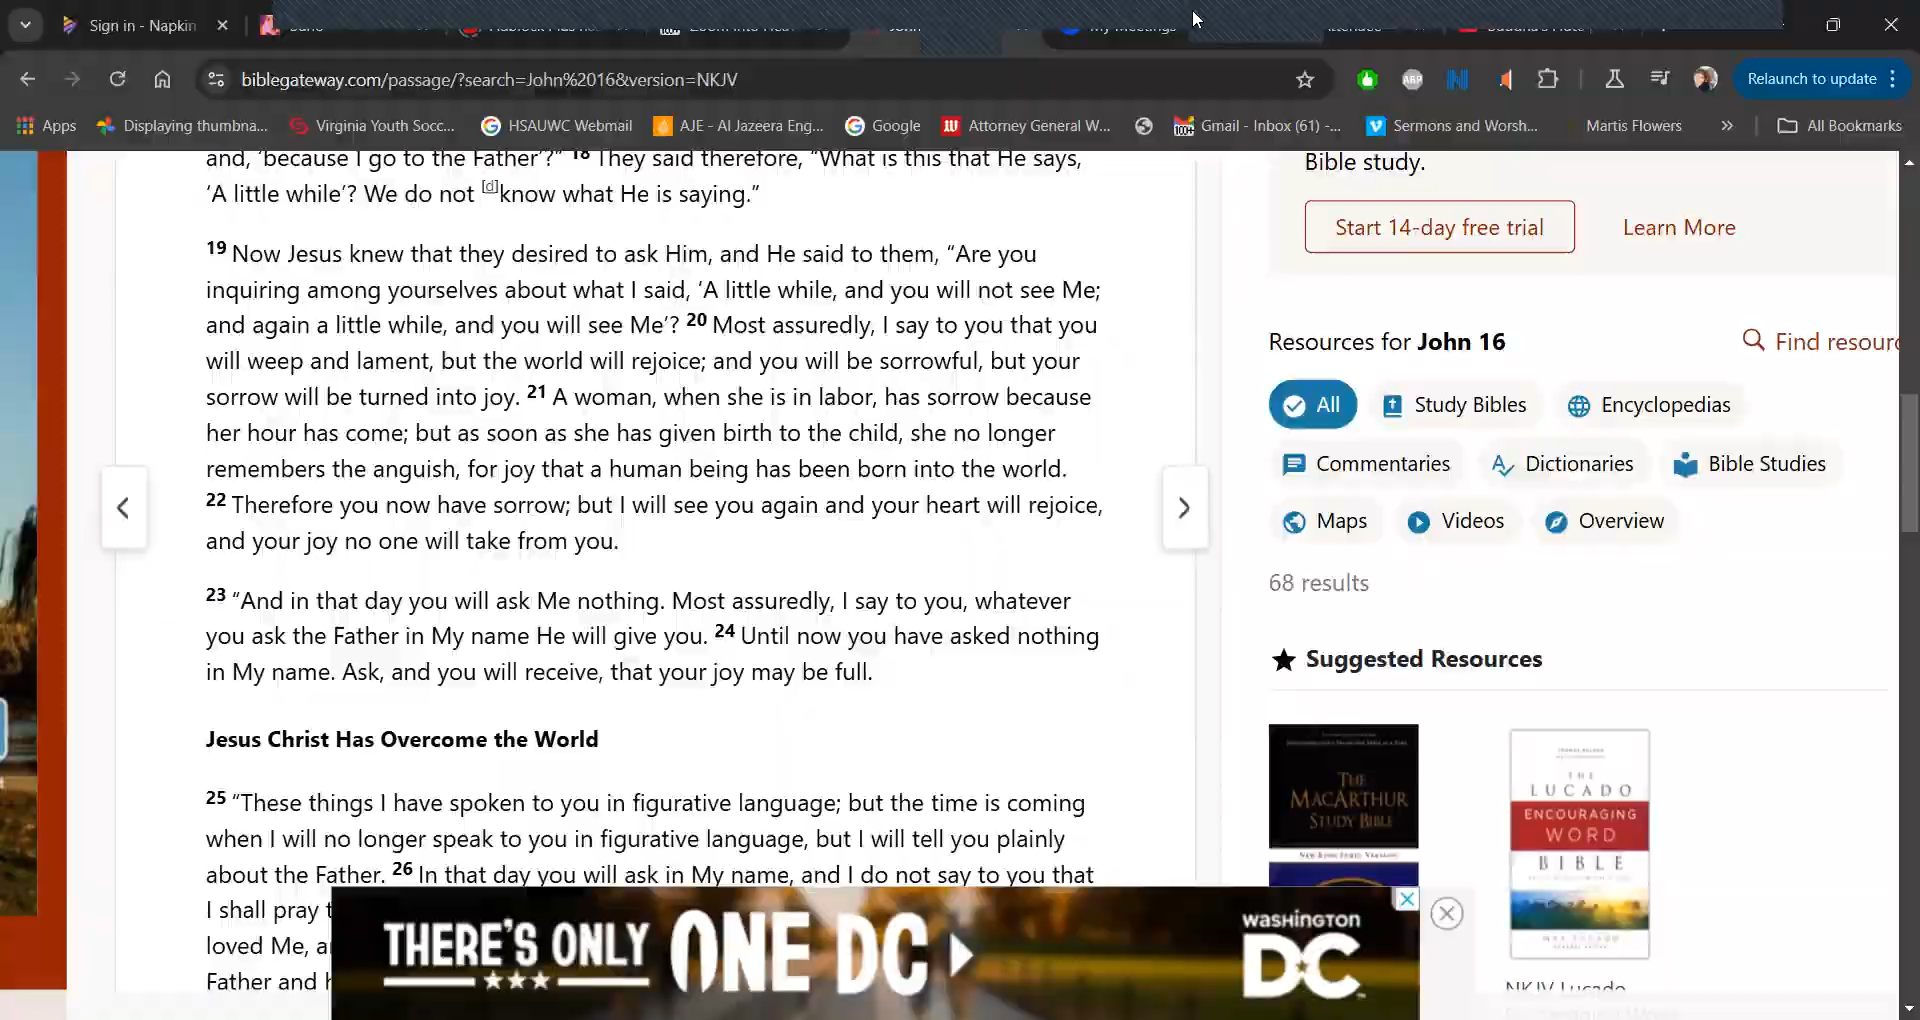 Sign in - Napkin
biblegateway.com/passage/?search=John%2016&version=NKJV
ABP
Relaunch to update
Apps
Displaying thumbna...
Virginia Youth Socc...
HSAUWC Webmail
AJE - Al Jazeera Eng...
Google
Attorney General W...
100+
Gmail - Inbox (61) -...
Sermons and Worsh...
Martis Flowers
»
All Bookmarks
and, ‘because I go to the Father’?” 18 They said therefore, “What is this that He says,
‘A little while’? We do not [d]know what He is saying.”
19 Now Jesus knew that they desired to ask Him, and He said to them, “Are you
inquiring among yourselves about what I said, ‘A little while, and you will not see Me;
and again a little while, and you will see Me’? 20 Most assuredly, I say to you that you
will weep and lament, but the world will rejoice; and you will be sorrowful, but your
sorrow will be turned into joy. 21 A woman, when she is in labor, has sorrow because
her hour has come; but as soon as she has given birth to the child, she no longer
remembers the anguish, for joy that a human being has been born into the world.
22 Therefore you now have sorrow; but I will see you again and your heart will rejoice,
and your joy no one will take from you.
23 “And in that day you will ask Me nothing. Most assuredly, I say to you, whatever
you ask the Father in My name He will give you. 24 Until now you have asked nothing
in My name. Ask, and you will receive, that your joy may be full.
Jesus Christ Has Overcome the World
25 “These things I have spoken to you in figurative language; but the time is coming
when I will no longer speak to you in figurative language, but I will tell you plainly
about the Father. 26 In that day you will ask in My name, and I do not say to you that
I shall pray
loved Me,
Father and
THERE'S ONLY ONE DC
WASHINGTON
DC
Bible study.
Start 14-day free trial
Learn More
Resources for John 16
Find resourc
All
Study Bibles
Encyclopedias
Commentaries
Dictionaries
Bible Studies
Maps
Videos
Overview
68 results
Suggested Resources
THE
MACARTHUR
STUDY BIBLE
NEW KING JAMES VERSION
THE
LUCADO
ENCOURAGING
WORD
BIBLE
NKJV Lucado